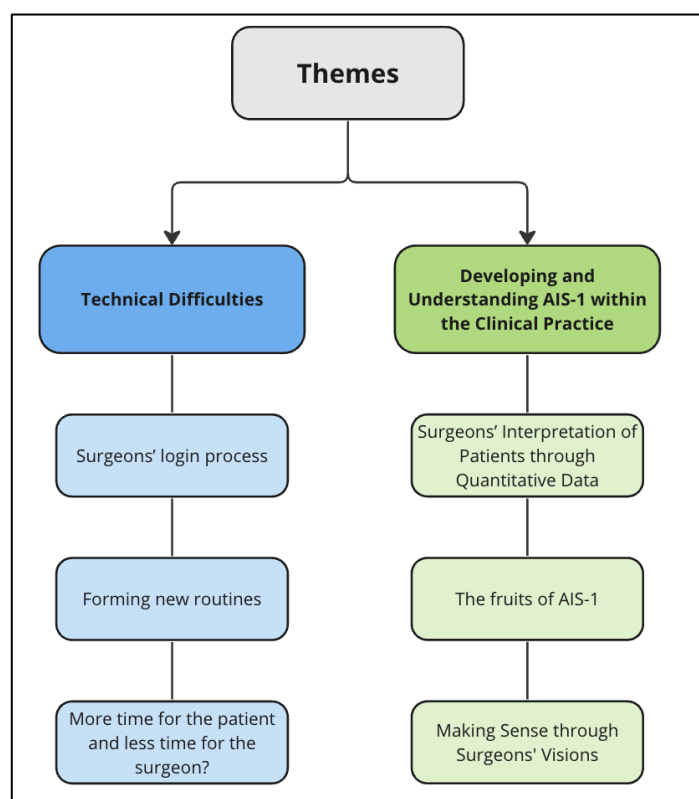 Themes
Technical Difficulties
Surgeons’ login process
Forming new routines
More time for the patient
and less time for the
surgeon?
Developing and
Understanding AIS-1 within
the Clinical Practice
Surgeons’ Interpretation of
Patients through
Quantitative Data
The fruits of AIS-1
Making Sense through
Surgeons' Visions